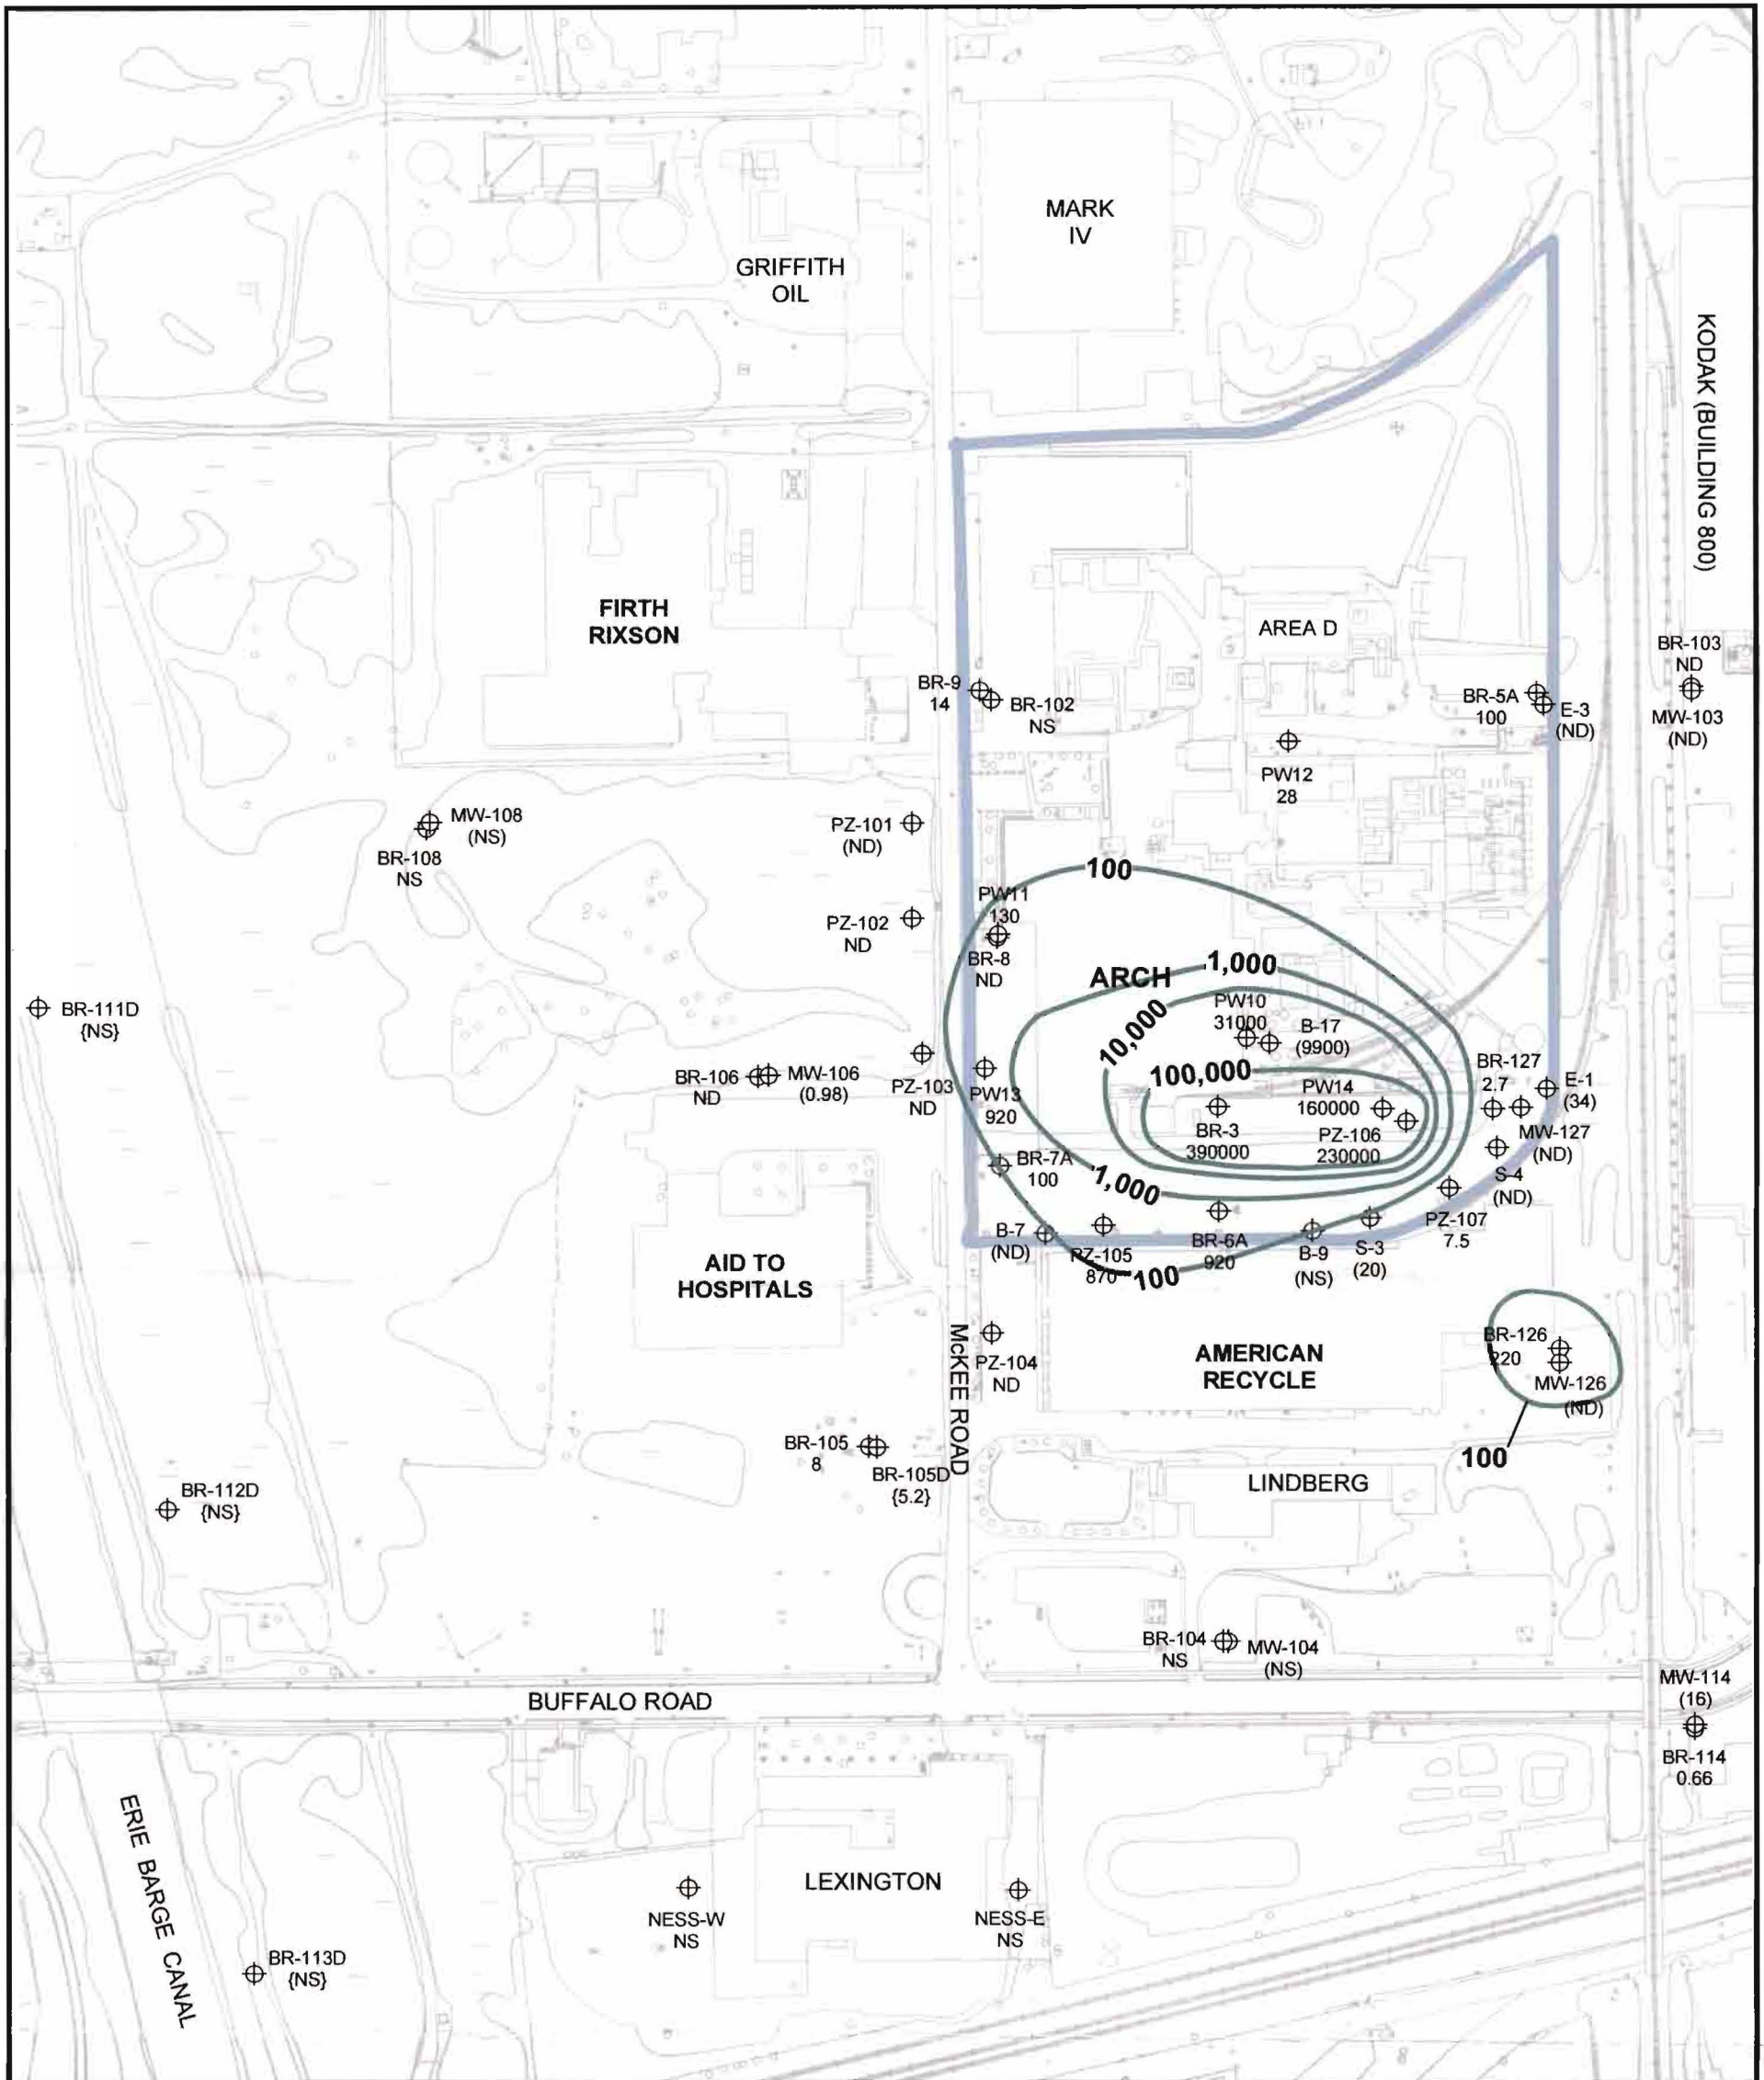 MARK
IV
GRIFFITH
OIL
KODAK (BUILDING 800)
FIRTH
RIXSON
AREA D
BR-103
ND
MW-103
(ND)
BR-9
14
BR-102
NS
BR-5A
100
E-3
(ND)
PW12
28
MW-108
(NS)
BR-108
NS
PZ-101
(ND)
100
PW11
130
PZ-102
ND
BR-8
ND
ARCH
1,000
BR-111D
{NS}
PW10
31000
B-17
(9900)
10,000
BR-106
ND
MW-106
(0.98)
PZ-103
ND
PW13
920
100,000
BR-3
390000
PW14
160000
PZ-106
230000
BR-127
2.7
E-1
(34)
MW-127
(ND)
S-4
(ND)
BR-7A
100
1,000
PZ-107
7.5
B-7
(ND)
PZ-105
870
100
BR-6A
920
B-9
(NS)
S-3
(20)
AID TO
HOSPITALS
McKEE ROAD
PZ-104
ND
AMERICAN
RECYCLE
BR-126
220
MW-126
(ND)
100
BR-105
8
BR-105D
{5.2}
LINDBERG
BR-112D
{NS}
BR-104
NS
MW-104
(NS)
BUFFALO ROAD
MW-114
(16)
BR-114
0.66
ERIE BARGE CANAL
LEXINGTON
NESS-W
NS
NESS-E
NS
BR-113D
{NS}